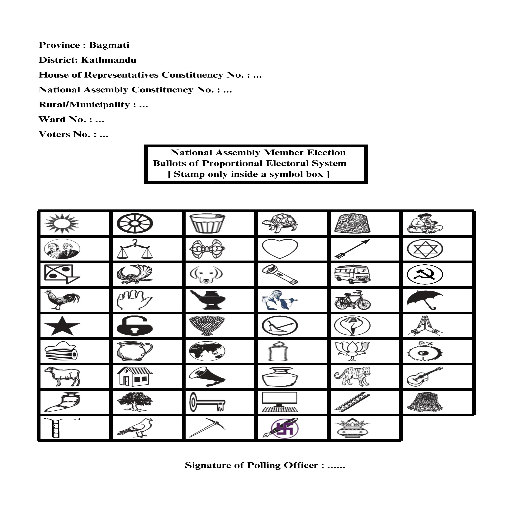 Province : Bagmati
District: Kathmandu
House of Representatives Constituency No. : ...
National Assembly Constituency No. : ...
Rural/Municipality : ...
Ward No. : ...
Voters No. : ...
National Assembly Member Election
Ballots of Proportional Electoral System
[ Stamp only inside a symbol box ]
Signature of Polling Officer : ......